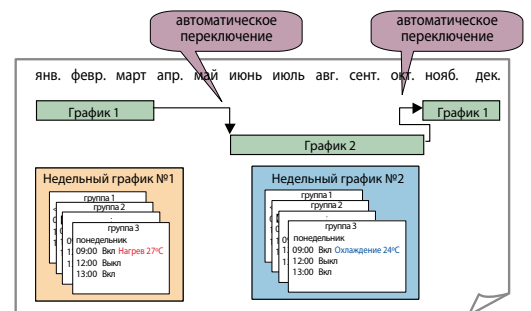 автоматическое
переключение
автоматическое
переключение
янв. февр. март апр. май июнь июль авг. сент. окт. нояб. дек.
График 1
График 1
График 2
Недельный график №1
группа 1
группа 2
группа 3
понедельник
09:00 Вкл Нагрев 27ºC
12:00 Выкл
13:00 Вкл
Недельный график №2
группа 1
группа 2
группа 3
понедельник
09:00 Вкл Охлаждение 24ºC
12:00 Выкл
13:00 Вкл